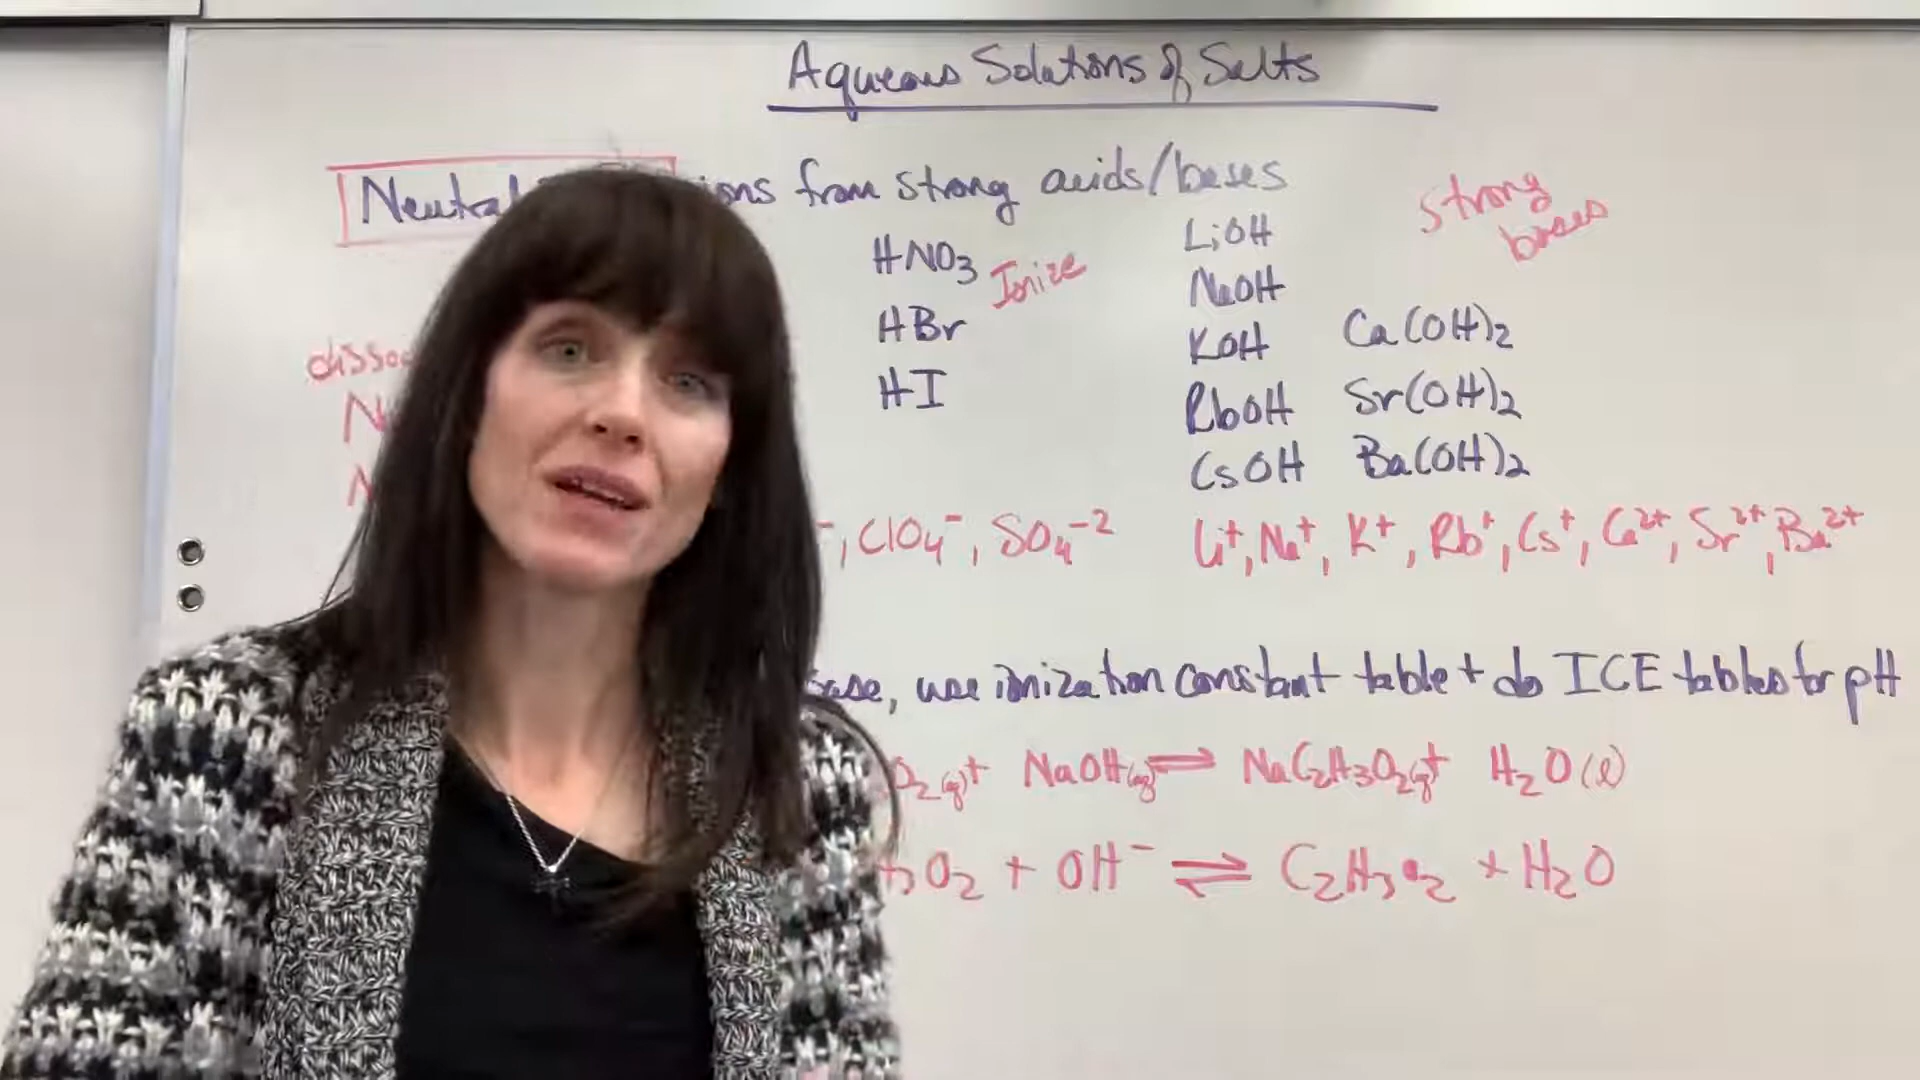 Aqueous Solutions of Salts
Neutral ions from strong acids/bases
strong
bases
HNO3 Ionize
HBr
HI
LiOH
NaOH
KOH
RbOH
CsOH
Ca(OH)2
Sr(OH)2
Ba(OH)2
-, ClO4-, SO4-2
Li+, Na+, K+, Rb+, Cs+, Ca2+, Sr2+, Ba2+
base, use ionization constant table + do ICE tables for pH
O2(aq) + NaOH(aq) ⇌ NaC2H3O2(aq) + H2O(l)
3O2 + OH- ⇌ C2H3O2 + H2O